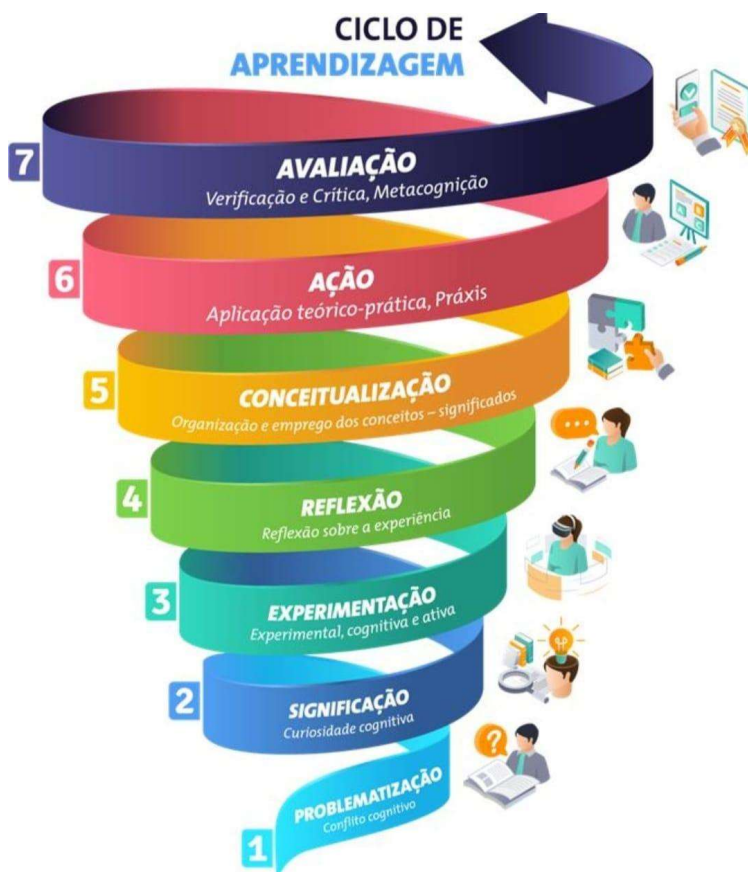 CICLO DE
APRENDIZAGEM
7
AVALIAÇÃO
Verificação e Crítica, Metacognição
6
AÇÃO
Aplicação teórico-prática, Práxis
5
CONCEITUALIZAÇÃO
Organização e emprego dos conceitos – significados
4
REFLEXÃO
Reflexão sobre a experiência
3
EXPERIMENTAÇÃO
Experimental, cognitiva e ativa
2
SIGNIFICAÇÃO
Curiosidade cognitiva
1
PROBLEMATIZAÇÃO
Conflito cognitivo